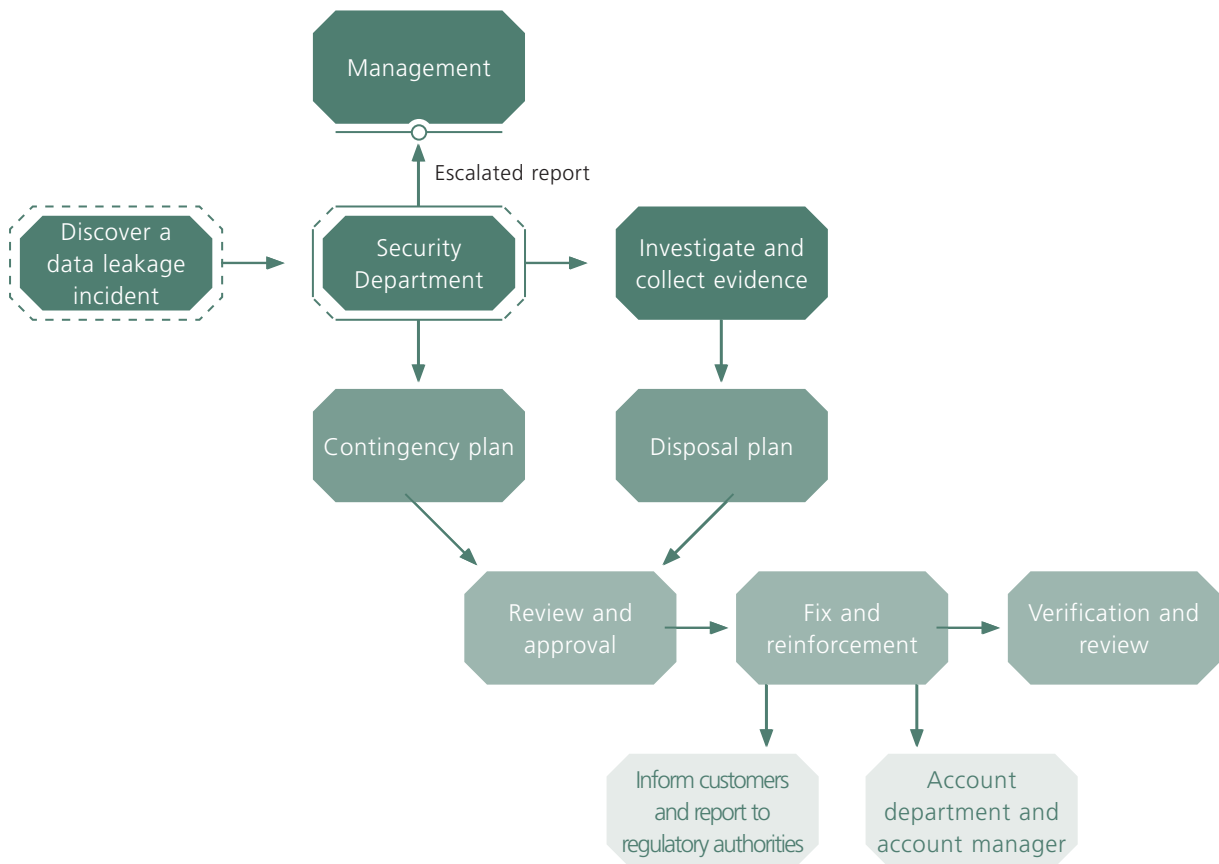 Management
Escalated report
Discover a
data leakage
incident
Security
Department
Investigate and
collect evidence
Contingency plan
Disposal plan
Review and
approval
Fix and
reinforcement
Verification and
review
Inform customers
and report to
regulatory authorities
Account
department and
account manager